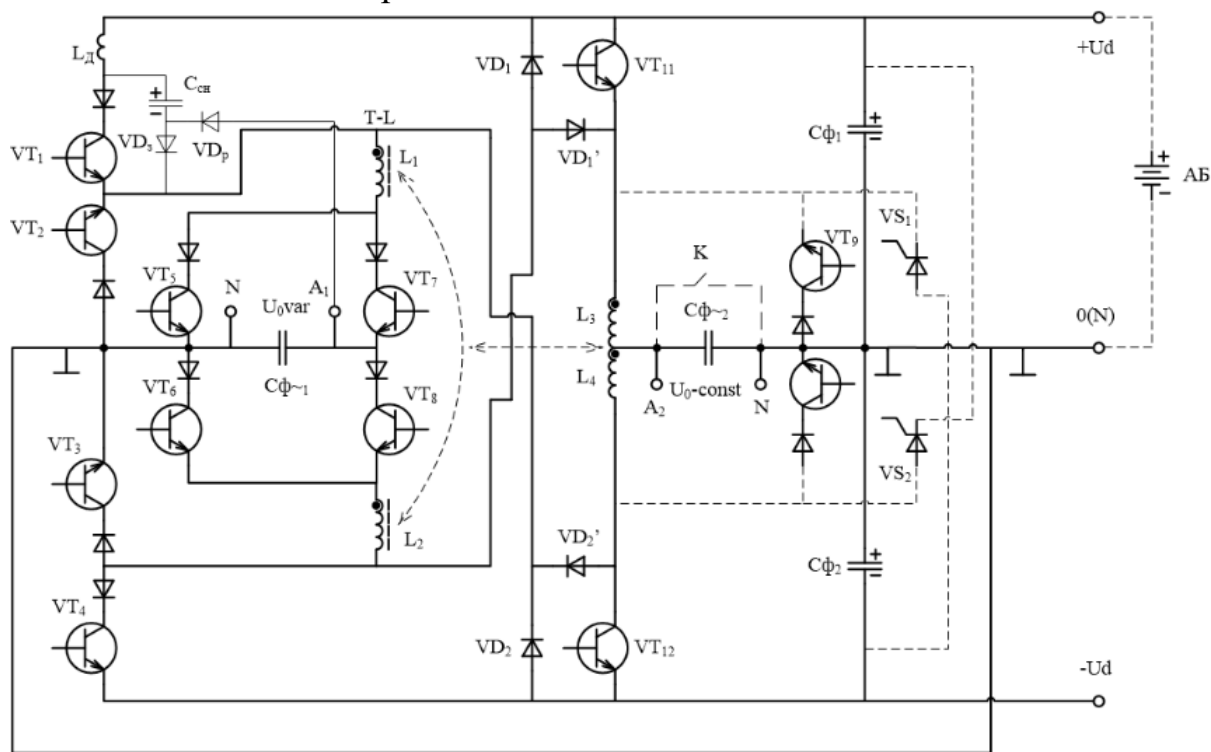 +Ud
LД
Cсн
VD₁
VT₁₁
VT₁
VDз
VDр
T-L
L₁
VD₁’
Cф₁
АБ
VT₂
VS₁
VT₉
K
VT₅
N
U₀var
A₁
VT₇
L₃
Cф~₂
0(N)
Cф~₁
L₄
A₂
U₀-const
N
VT₆
VT₈
VT₃
VS₂
L₂
VD₂’
Cф₂
VT₄
VD₂
VT₁₂
-Ud